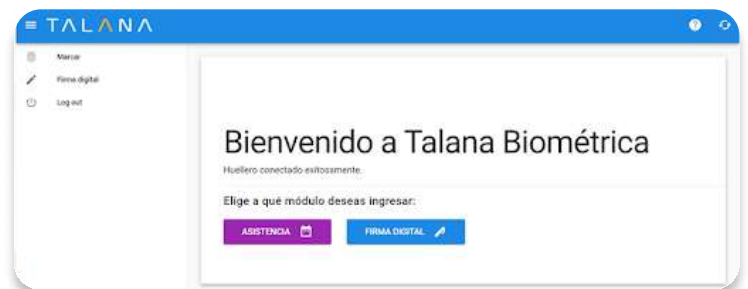 TALANA
Marcar
Firma digital
Log out
Bienvenido a Talana Biométrica
Huellero conectado exitosamente.
Elige a qué módulo deseas ingresar:
ASISTENCIA
FIRMA DIGITAL